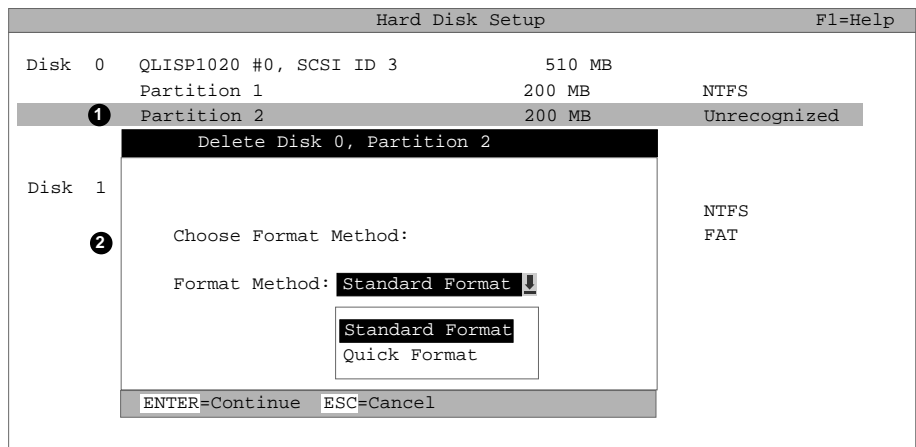 Hard Disk Setup F1=Help
Disk 0 QLISP1020 #0, SCSI ID 3 510 MB
Partition 1 200 MB NTFS
1 Partition 2 200 MB Unrecognized
Delete Disk 0, Partition 2
Disk 1
NTFS
2 Choose Format Method: FAT
Format Method: Standard Format
Standard Format
Quick Format
ENTER=Continue ESC=Cancel